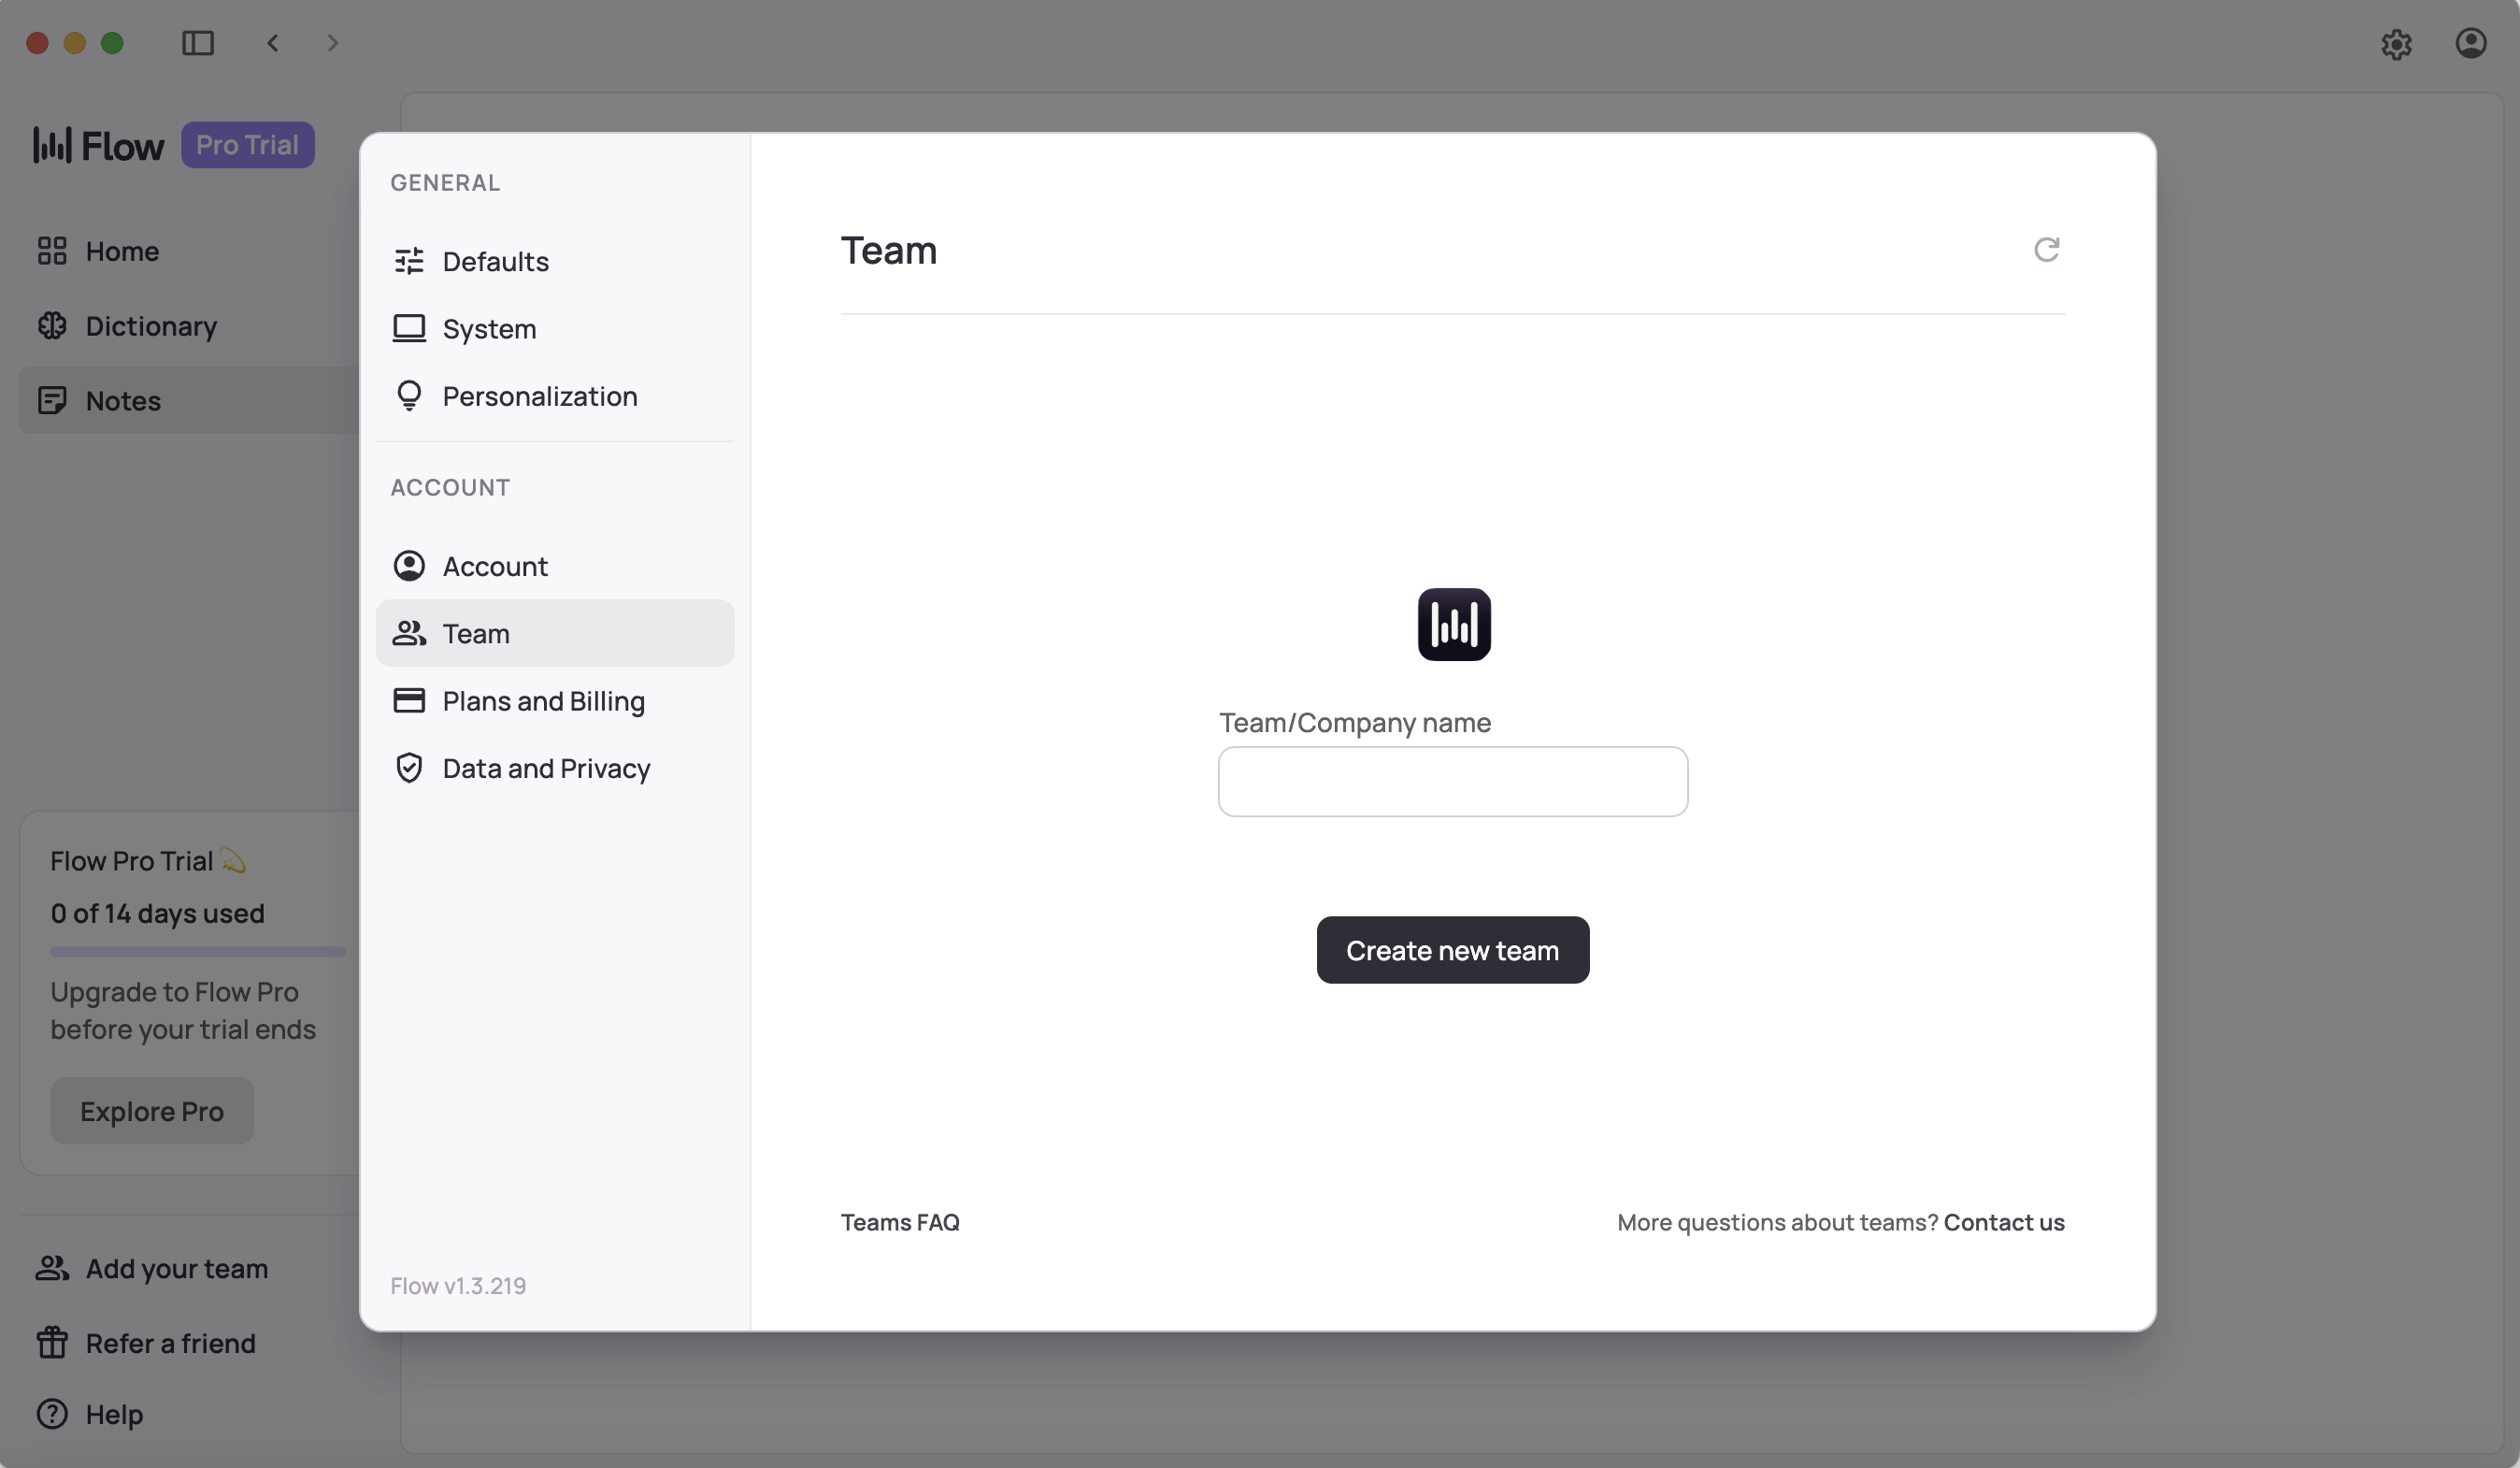 Flow
Pro Trial
Home
Dictionary
Notes
Flow Pro Trial 💫
0 of 14 days used
Upgrade to Flow Pro
before your trial ends
Explore Pro
Add your team
Refer a friend
Help
GENERAL
Defaults
System
Personalization
ACCOUNT
Account
Team
Plans and Billing
Data and Privacy
Flow v1.3.219
Team
Team/Company name
Create new team
Teams FAQ
More questions about teams? Contact us